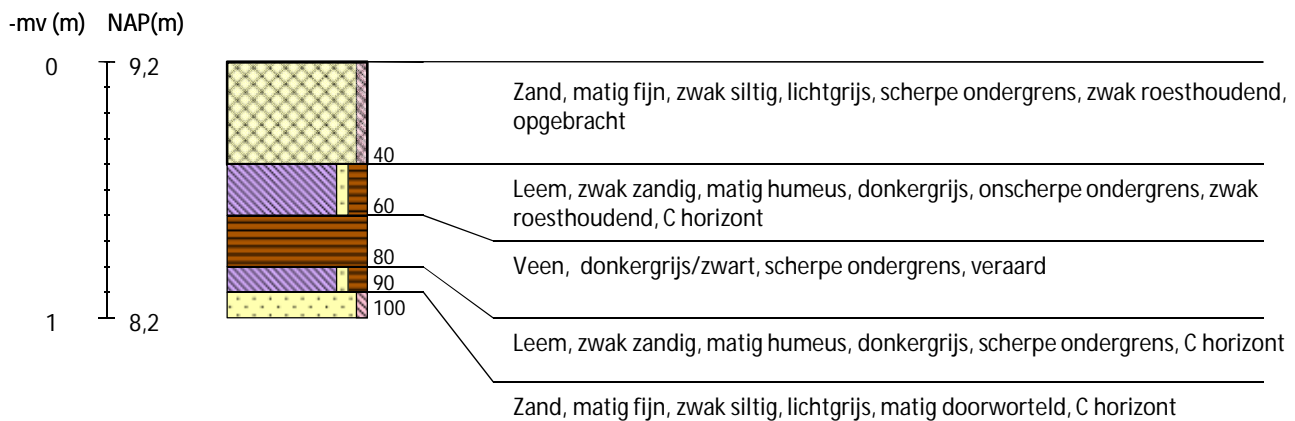 -mv (m) NAP(m)
0 9,2
Zand, matig fijn, zwak siltig, lichtgrijs, scherpe ondergrens, zwak roesthoudend,
opgebracht
40
Leem, zwak zandig, matig humeus, donkergrijs, onscherpe ondergrens, zwak
roesthoudend, C horizont
60
Veen, donkergrijs/zwart, scherpe ondergrens, veraard
80
90
100
1 8,2
Leem, zwak zandig, matig humeus, donkergrijs, scherpe ondergrens, C horizont
Zand, matig fijn, zwak siltig, lichtgrijs, matig doorworteld, C horizont